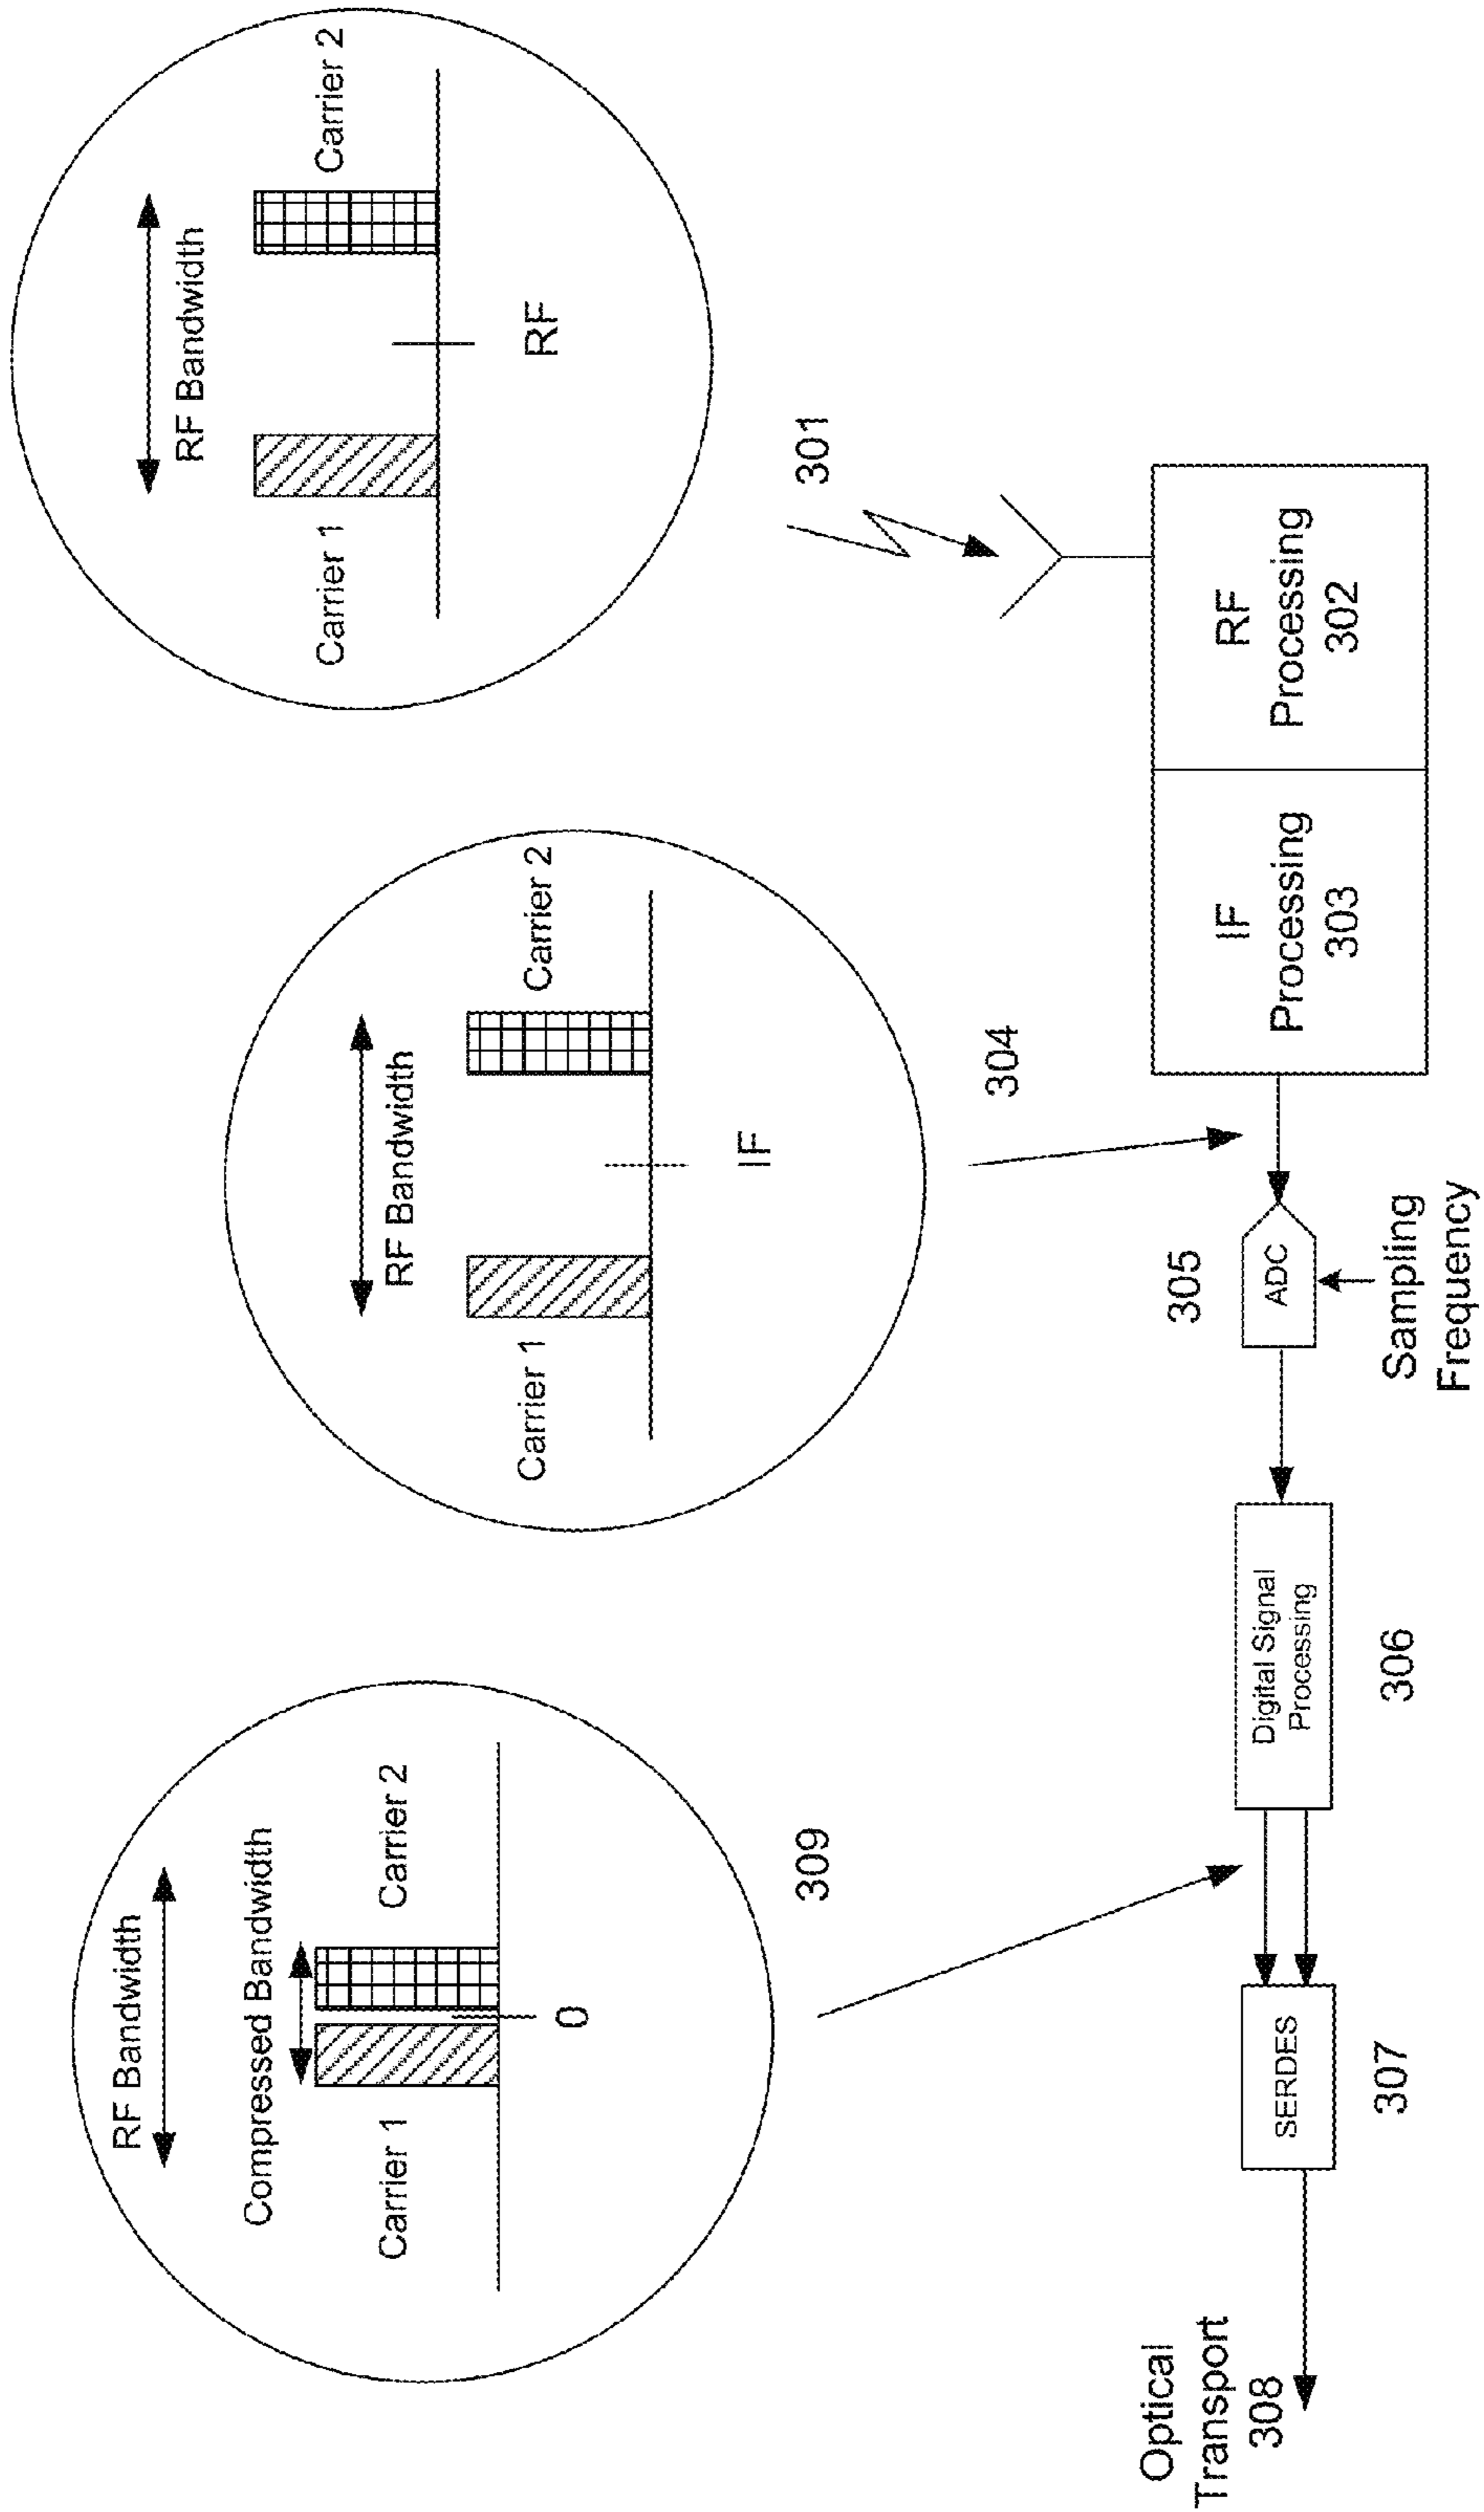 RF Bandwidth
Compressed Bandwidth
Carrier 1
Carrier 2
0
309
RF Bandwidth
Carrier 1
Carrier 2
IF
304
RF Bandwidth
Carrier 1
Carrier 2
RF
301
Optical
Transport
308
SERDES
307
Digital Signal
Processing
306
305
ADC
Sampling
Frequency
IF
Processing
303
RF
Processing
302